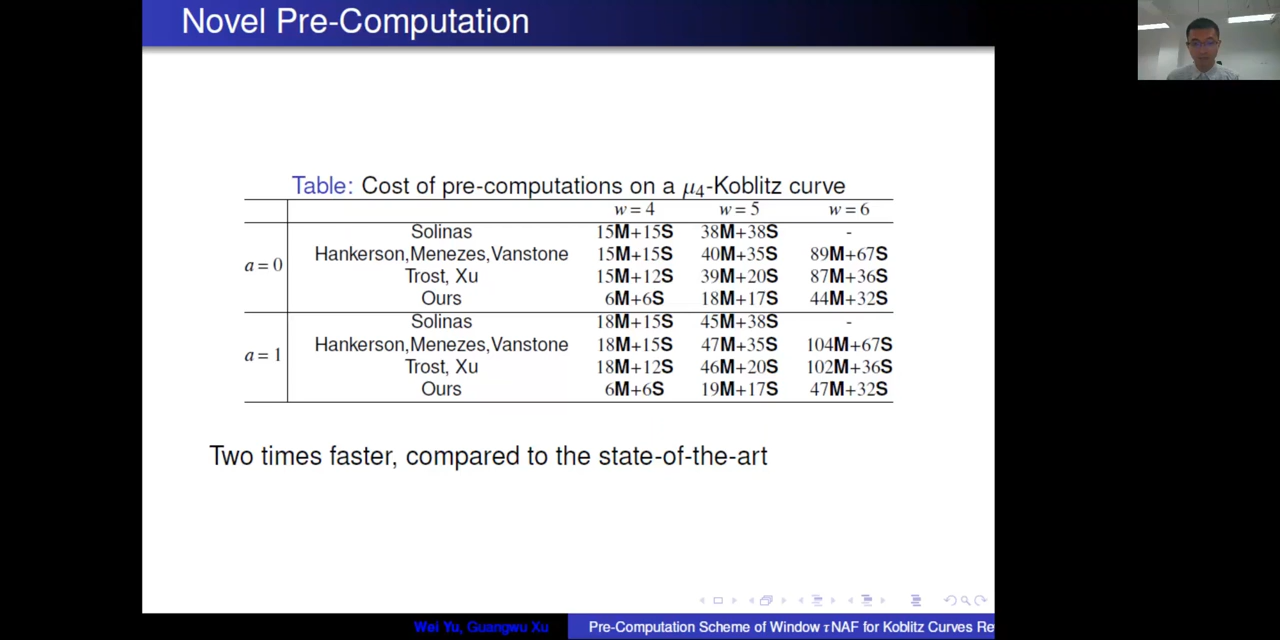 Novel Pre-Computation
Table: Cost of pre-computations on a μ₄-Koblitz curve
w = 4 w = 5 w = 6
Solinas 15M+15S 38M+38S -
Hankerson,Menezes,Vanstone 15M+15S 40M+35S 89M+67S
a = 0
Trost, Xu 15M+12S 39M+20S 87M+36S
Ours 6M+6S 18M+17S 44M+32S
Solinas 18M+15S 45M+38S -
Hankerson,Menezes,Vanstone 18M+15S 47M+35S 104M+67S
a = 1
Trost, Xu 18M+12S 46M+20S 102M+36S
Ours 6M+6S 19M+17S 47M+32S
Two times faster, compared to the state-of-the-art
Wei Yu, Guangwu Xu Pre-Computation Scheme of Window τNAF for Koblitz Curves Re